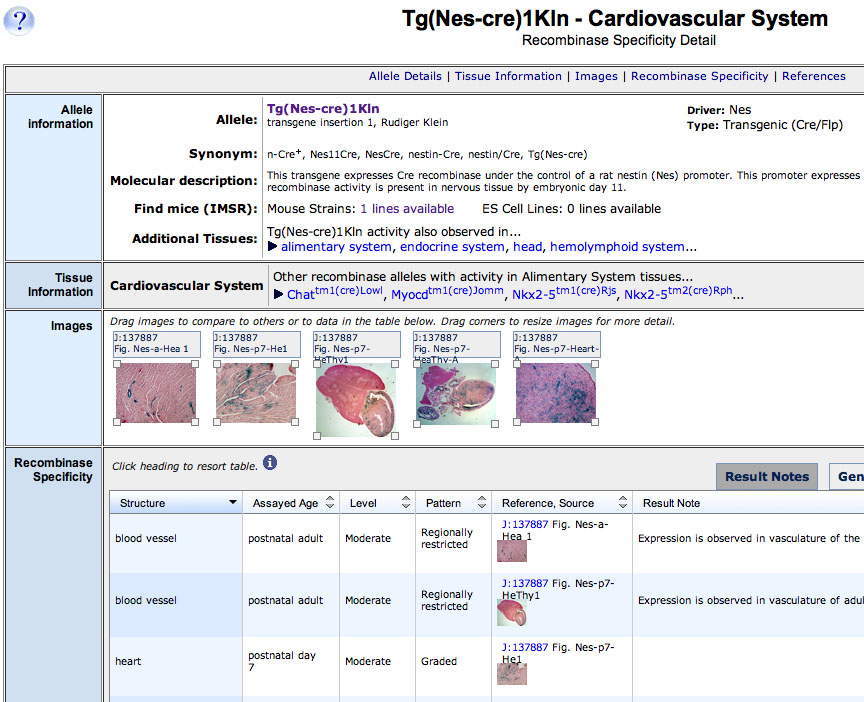 ?
Tg(Nes-cre)1Kln - Cardiovascular System
Recombinase Specificity Detail
Allele Details | Tissue Information | Images | Recombinase Specificity | References
Allele information
Allele: Tg(Nes-cre)1Kln
transgene insertion 1, Rudiger Klein
Driver: Nes
Type: Transgenic (Cre/Flp)
Synonym: n-Cre+, Nes11Cre, NesCre, nestin-Cre, nestin/Cre, Tg(Nes-cre)
Molecular description: This transgene expresses Cre recombinase under the control of a rat nestin (Nes) promoter. This promoter expresses
recombinase activity is present in nervous tissue by embryonic day 11.
Find mice (IMSR): Mouse Strains: 1 lines available ES Cell Lines: 0 lines available
Additional Tissues: Tg(Nes-cre)1Kln activity also observed in...
▶ alimentary system, endocrine system, head, hemolymphoid system...
Tissue Information
Cardiovascular System
Other recombinase alleles with activity in Alimentary System tissues...
▶ Chattm1(cre)Lowl, Myocdtm1(cre)Jomm, Nkx2-5tm1(cre)Rjs, Nkx2-5tm2(cre)Rph...
Images
Drag images to compare to others or to data in the table below. Drag corners to resize images for more detail.
J:137887
Fig. Nes-a-Hea 1
J:137887
Fig. Nes-p7-He1
J:137887
Fig. Nes-p7-
HeThy1
J:137887
Fig. Nes-p7-
HeaThy-A
J:137887
Fig. Nes-p7-Heart-
A
Recombinase Specificity
Click heading to resort table. i
Result Notes Gen
Structure Assayed Age Level Pattern Reference, Source Result Note
blood vessel postnatal adult Moderate Regionally restricted J:137887 Fig. Nes-a-Hea 1 Expression is observed in vasculature of the
blood vessel postnatal adult Moderate Regionally restricted J:137887 Fig. Nes-p7-HeThy1 Expression is observed in vasculature of adul
heart postnatal day 7 Moderate Graded J:137887 Fig. Nes-p7-He1